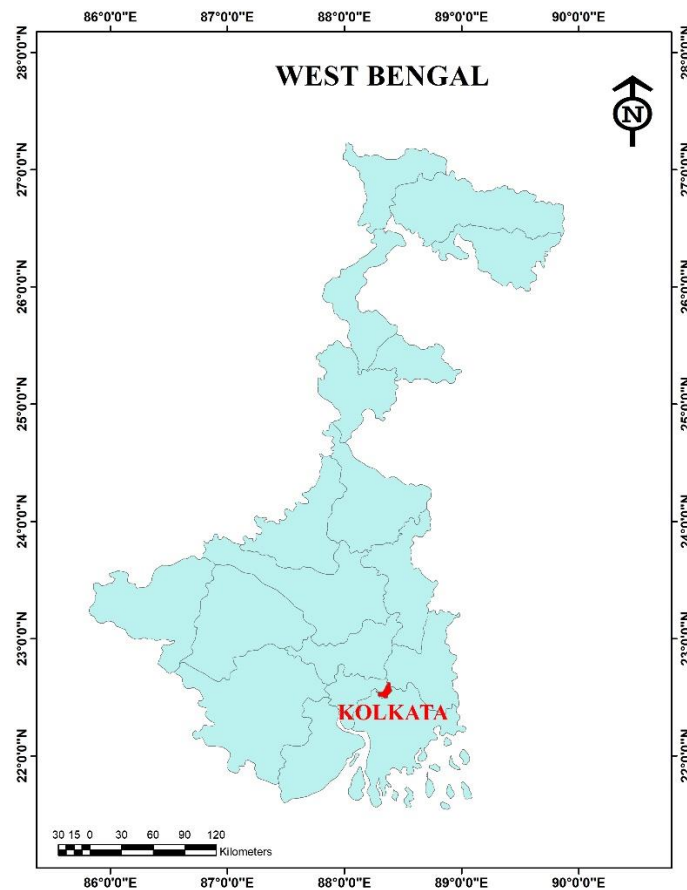 86°0'0"E 87°0'0"E 88°0'0"E 89°0'0"E 90°0'0"E
WEST BENGAL
N
28°0'0"N 28°0'0"N
27°0'0"N 27°0'0"N
26°0'0"N 26°0'0"N
25°0'0"N 25°0'0"N
24°0'0"N 24°0'0"N
23°0'0"N 23°0'0"N
KOLKATA
22°0'0"N 22°0'0"N
30 15 0 30 60 90 120
Kilometers
86°0'0"E 87°0'0"E 88°0'0"E 89°0'0"E 90°0'0"E